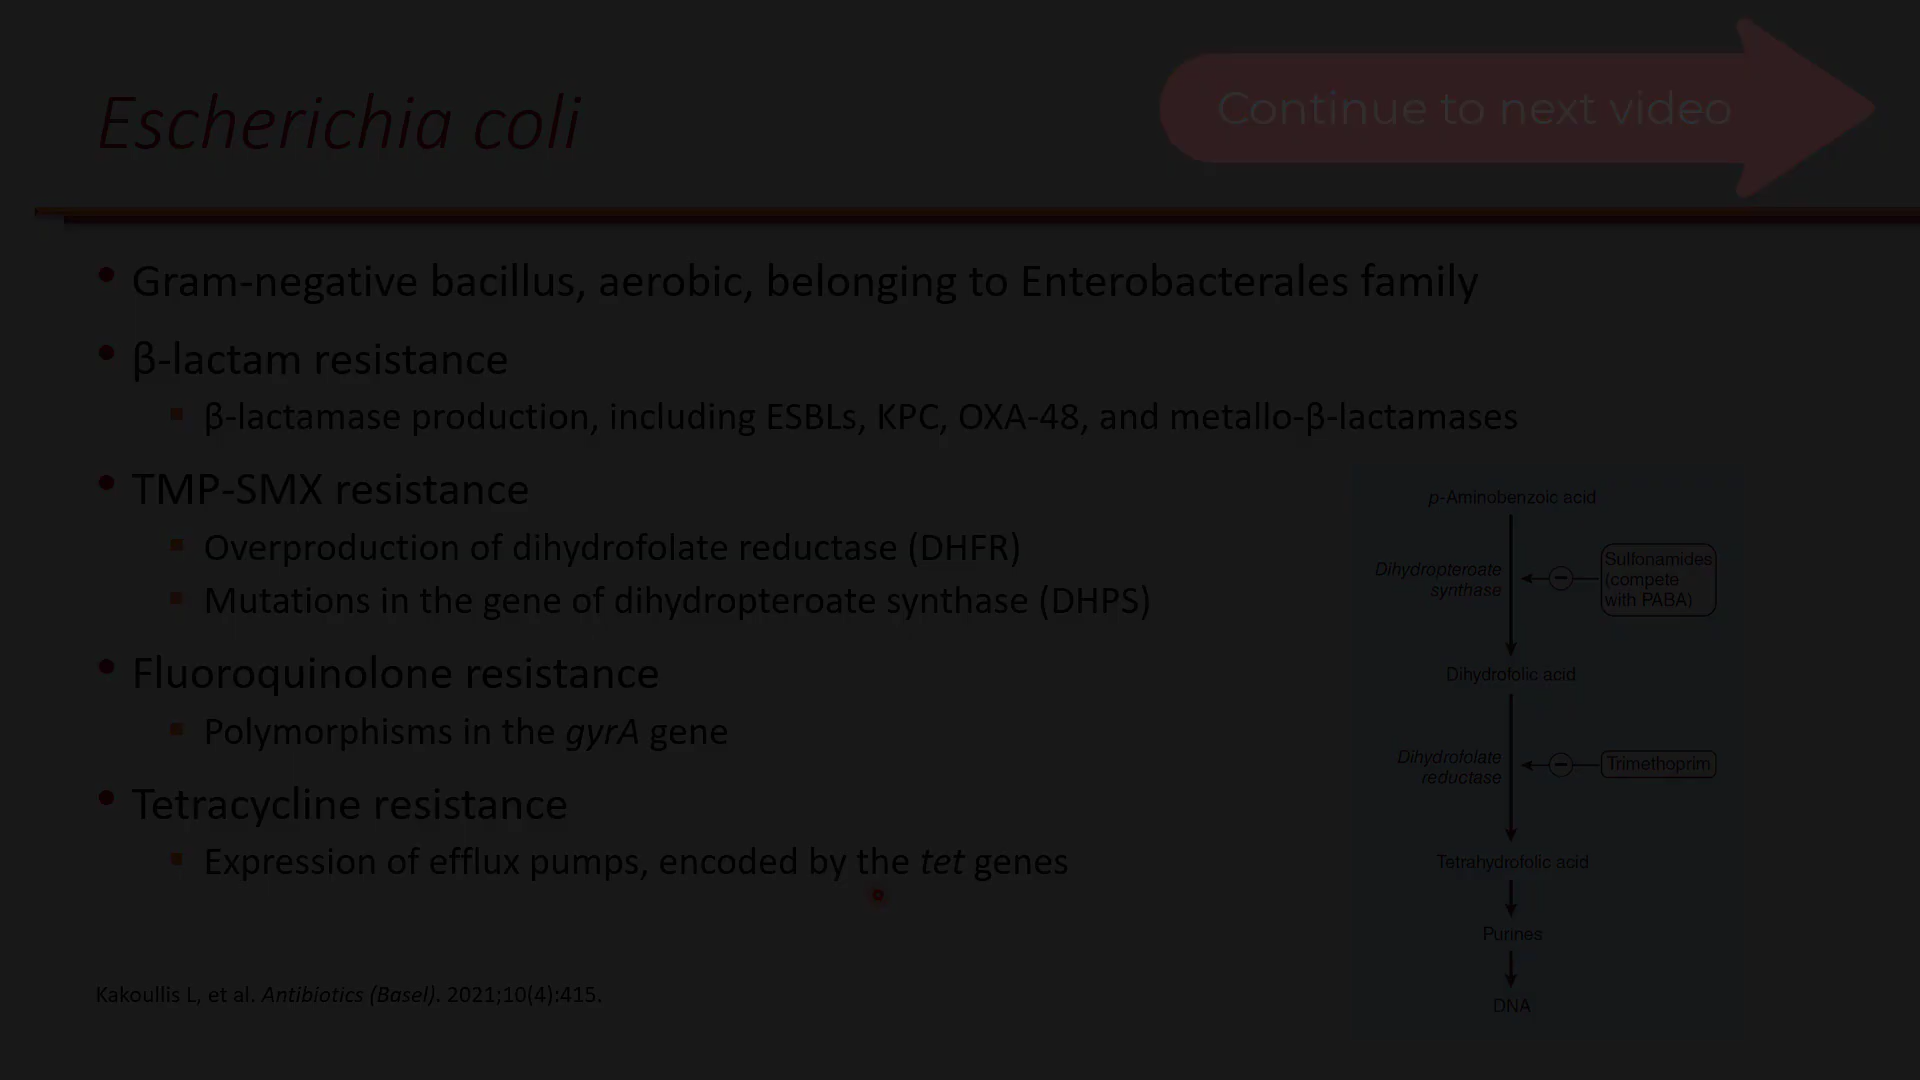 Escherichia coli
Continue to next video
• Gram-negative bacillus, aerobic, belonging to Enterobacterales family
• β-lactam resistance
▪ β-lactamase production, including ESBLs, KPC, OXA-48, and metallo-β-lactamases
• TMP-SMX resistance
▪ Overproduction of dihydrofolate reductase (DHFR)
▪ Mutations in the gene of dihydropteroate synthase (DHPS)
• Fluoroquinolone resistance
▪ Polymorphisms in the gyrA gene
• Tetracycline resistance
▪ Expression of efflux pumps, encoded by the tet genes
p-Aminobenzoic acid
Dihydropteroate
synthase
Sulfonamides
(compete
with PABA)
Dihydrofolic acid
Dihydrofolate
reductase
Trimethoprim
Tetrahydrofolic acid
Purines
DNA
Kakoullis L, et al. Antibiotics (Basel). 2021;10(4):415.